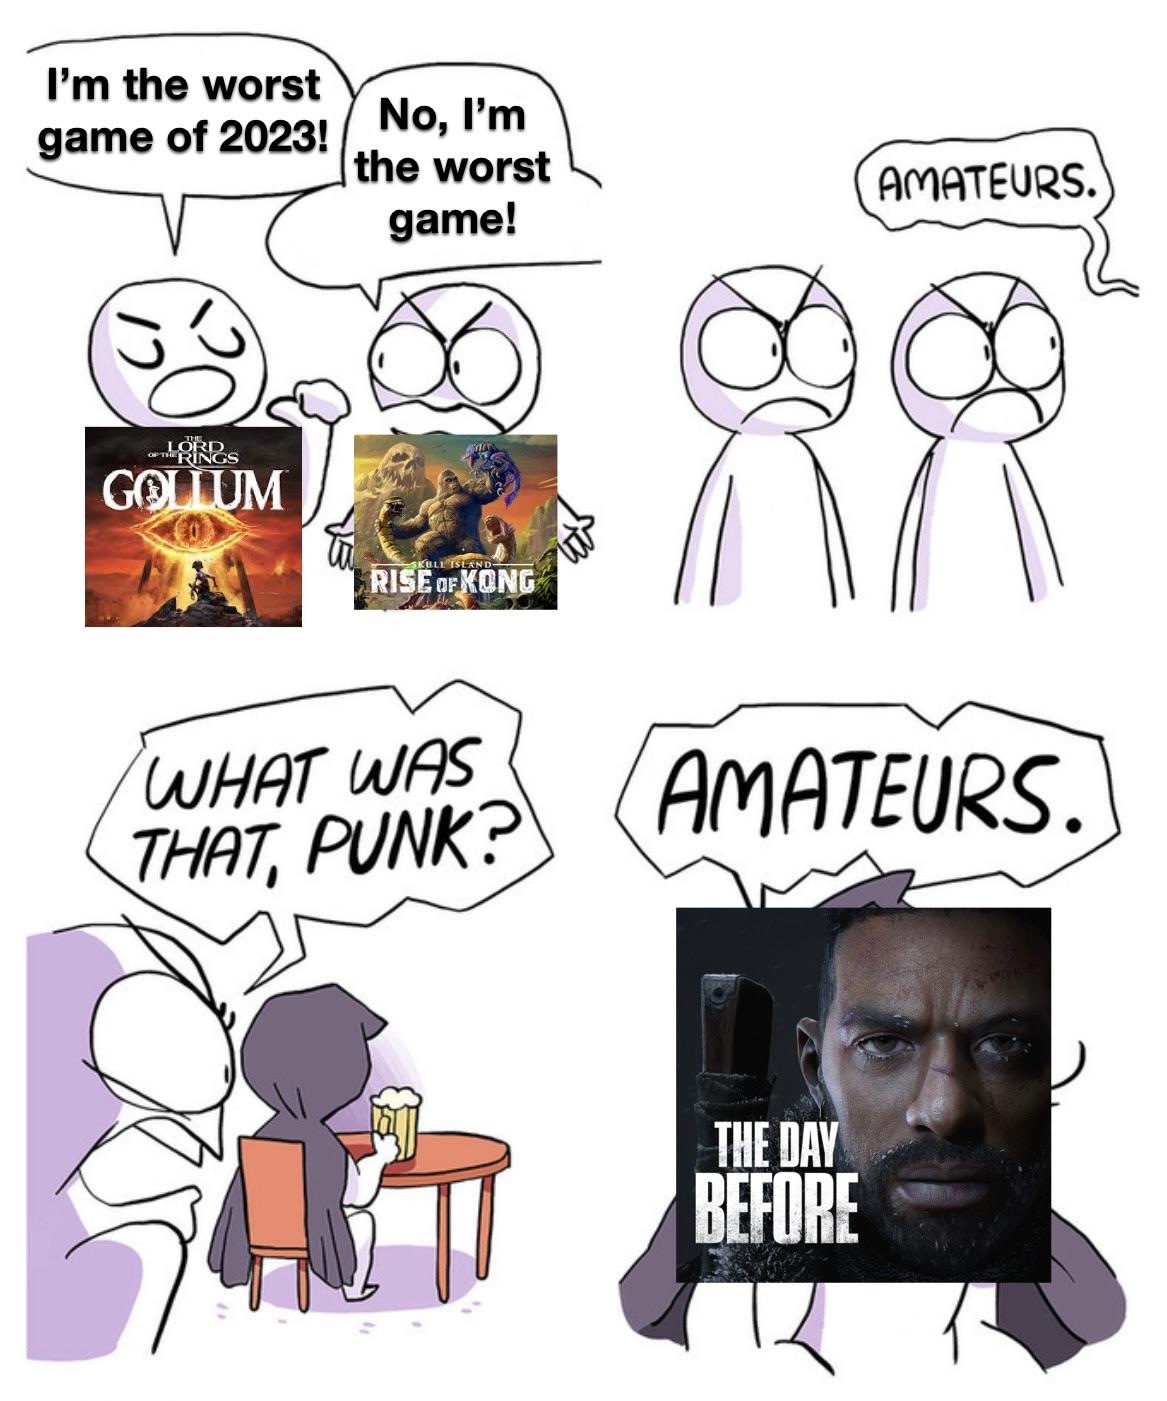 I'm the worst
game of 2023!
No, I'm
the worst
game!
AMATEURS.
THE
LORD
OF THE RINGS
GOLLUM
SKULL ISLAND
RISE OF KONG
WHAT WAS
THAT, PUNK?
AMATEURS.
THE DAY
BEFORE